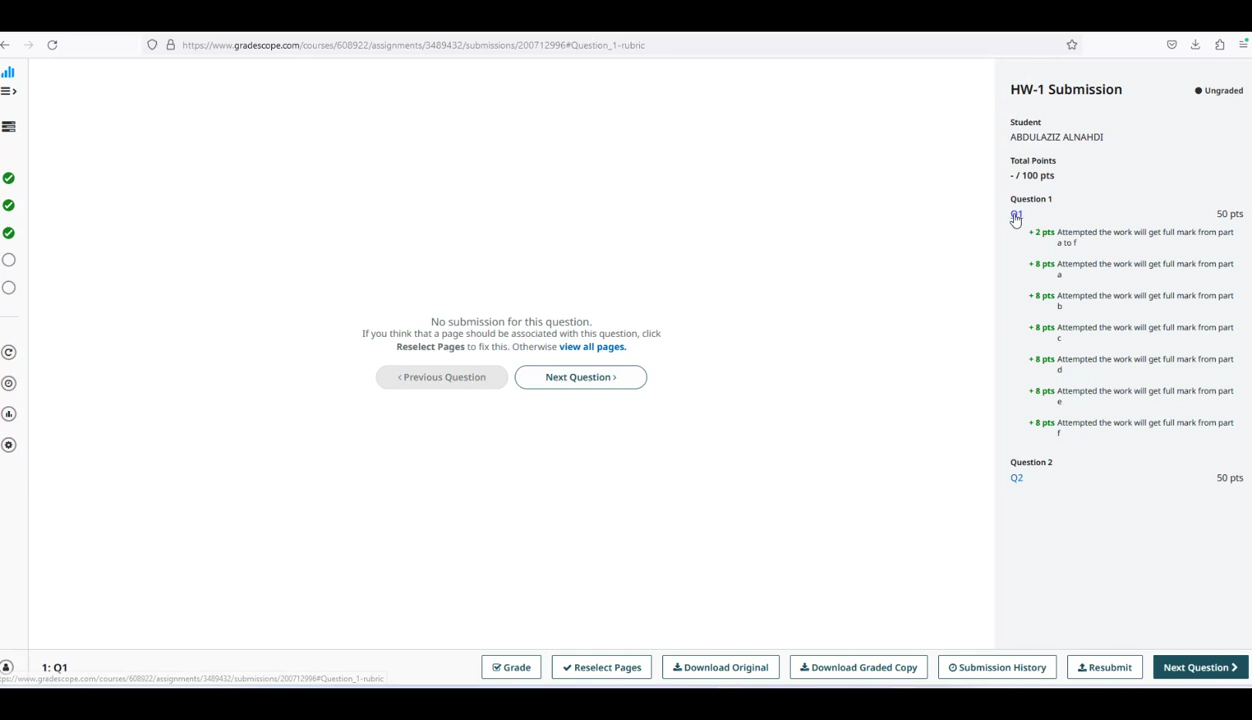 https://www.gradescope.com/courses/608922/assignments/3489432/submissions/200712996#Question_1-rubric
No submission for this question.
If you think that a page should be associated with this question, click
Reselect Pages to fix this. Otherwise view all pages.
Previous Question
Next Question
HW-1 Submission
Ungraded
Student
ABDULAZIZ ALNAHDI
Total Points
- / 100 pts
Question 1
Q1 50 pts
+ 2 pts Attempted the work will get full mark from part
a to f
+ 8 pts Attempted the work will get full mark from part
a
+ 8 pts Attempted the work will get full mark from part
b
+ 8 pts Attempted the work will get full mark from part
c
+ 8 pts Attempted the work will get full mark from part
d
+ 8 pts Attempted the work will get full mark from part
e
+ 8 pts Attempted the work will get full mark from part
f
Question 2
Q2 50 pts
1: Q1
Grade
Reselect Pages
Download Original
Download Graded Copy
Submission History
Resubmit
Next Question
ps://www.gradescope.com/courses/608922/assignments/3489432/submissions/200712996#Question_1-rubric